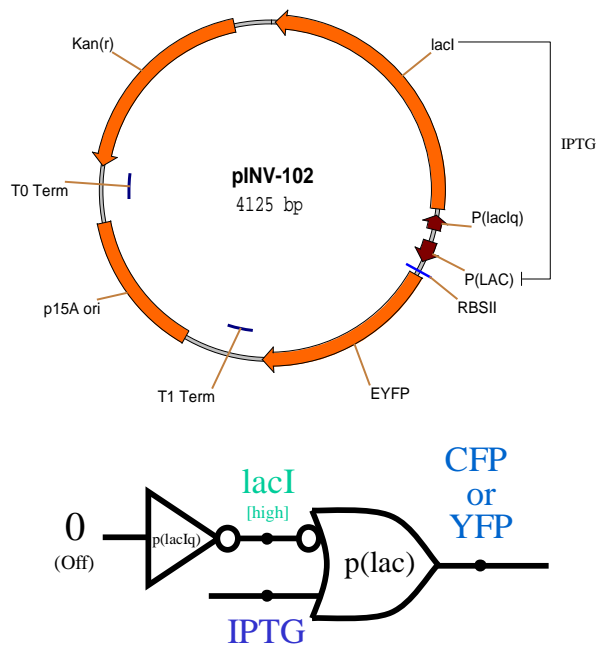 Kan(r)
lacI
IPTG
pINV-102
4125 bp
T0 Term
P(lacIq)
P(LAC)
RBSII
p15A ori
T1 Term
EYFP
CFP
or
YFP
lacI
[high]
0
(Off)
p(lacIq)
p(lac)
IPTG